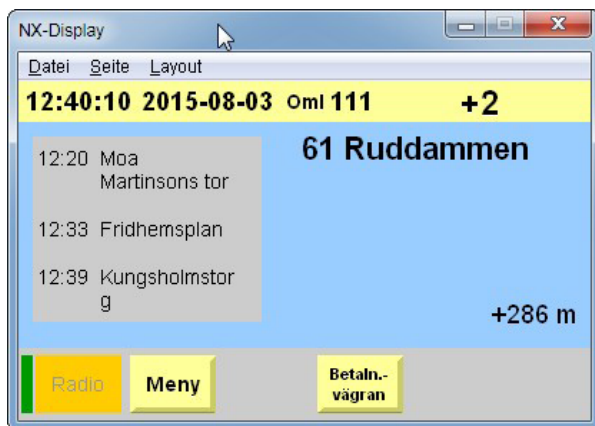 NX-Display
Datei Seite Layout
12:40:10 2015-08-03 Oml 111 +2
61 Ruddammen
12:20 Moa
Martinsons tor
12:33 Fridhemsplan
12:39 Kungsholmstor
g
+286 m
Radio Meny Betaln.-
vägran